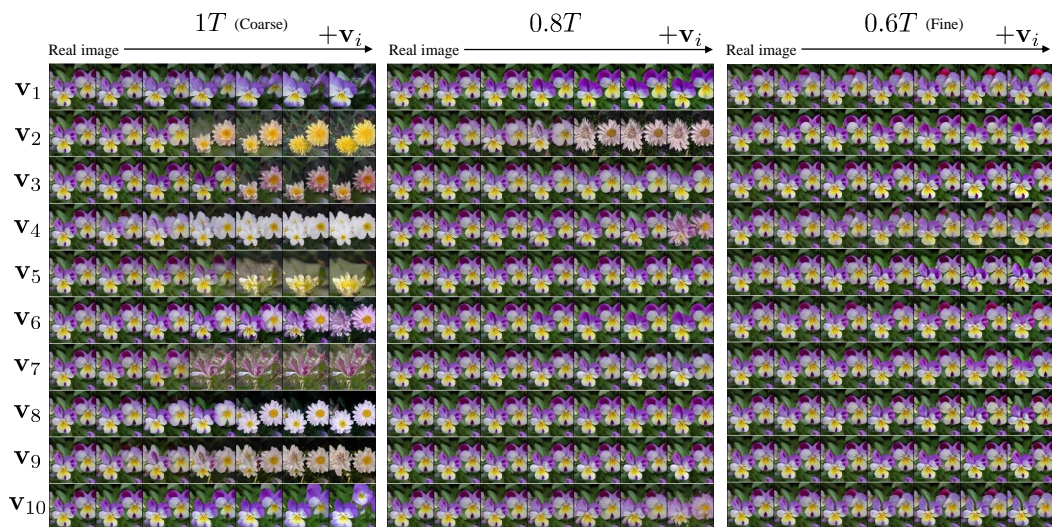 1T (Coarse) +v_i
0.8T +v_i
0.6T (Fine) +v_i
Real image
Real image
Real image
v_1
v_2
v_3
v_4
v_5
v_6
v_7
v_8
v_9
v_10